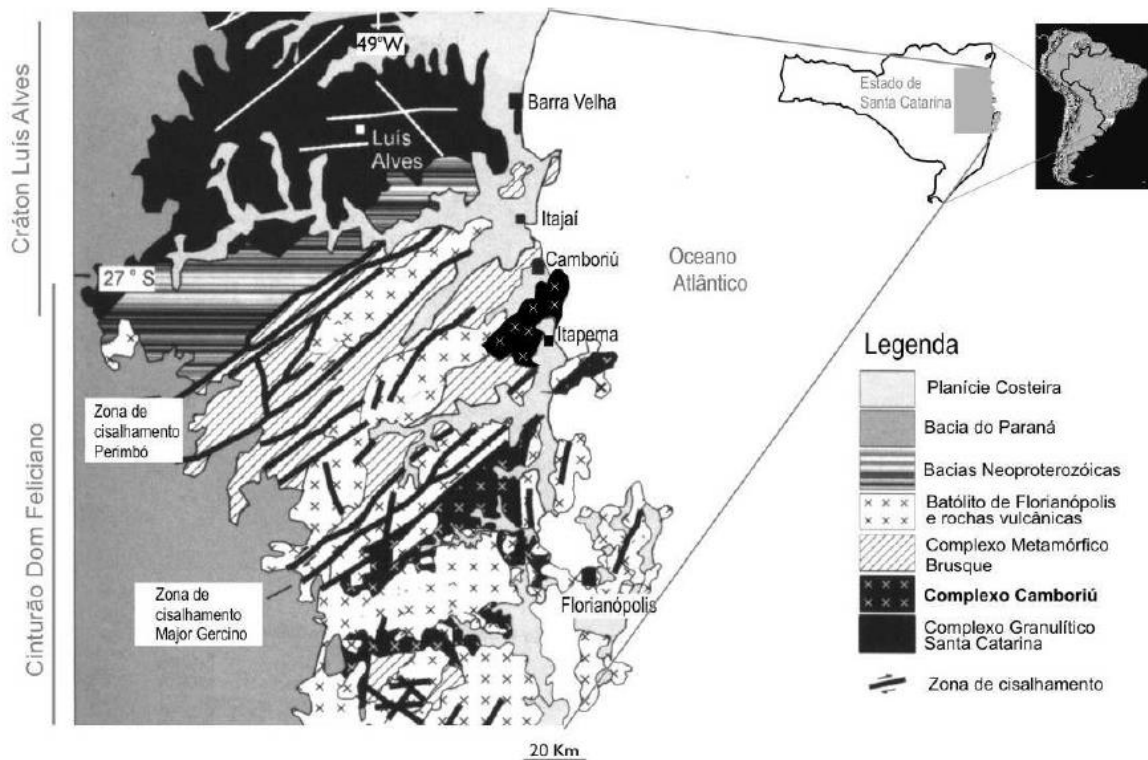 Cráton Luís Alves
Cinturão Dom Feliciano
49°W
Barra Velha
Luís
Alves
Itajaí
27° S
Camboriú
Itapema
Zona de
cisalhamento
Perimbó
Zona de
cisalhamento
Major Gercino
Florianópolis
20 Km
Oceano
Atlântico
Estado de
Santa Catarina
Legenda
Planície Costeira
Bacia do Paraná
Bacias Neoproterozóicas
Batólito de Florianópolis
e rochas vulcânicas
Complexo Metamórfico
Brusque
Complexo Camboriú
Complexo Granulítico
Santa Catarina
Zona de cisalhamento